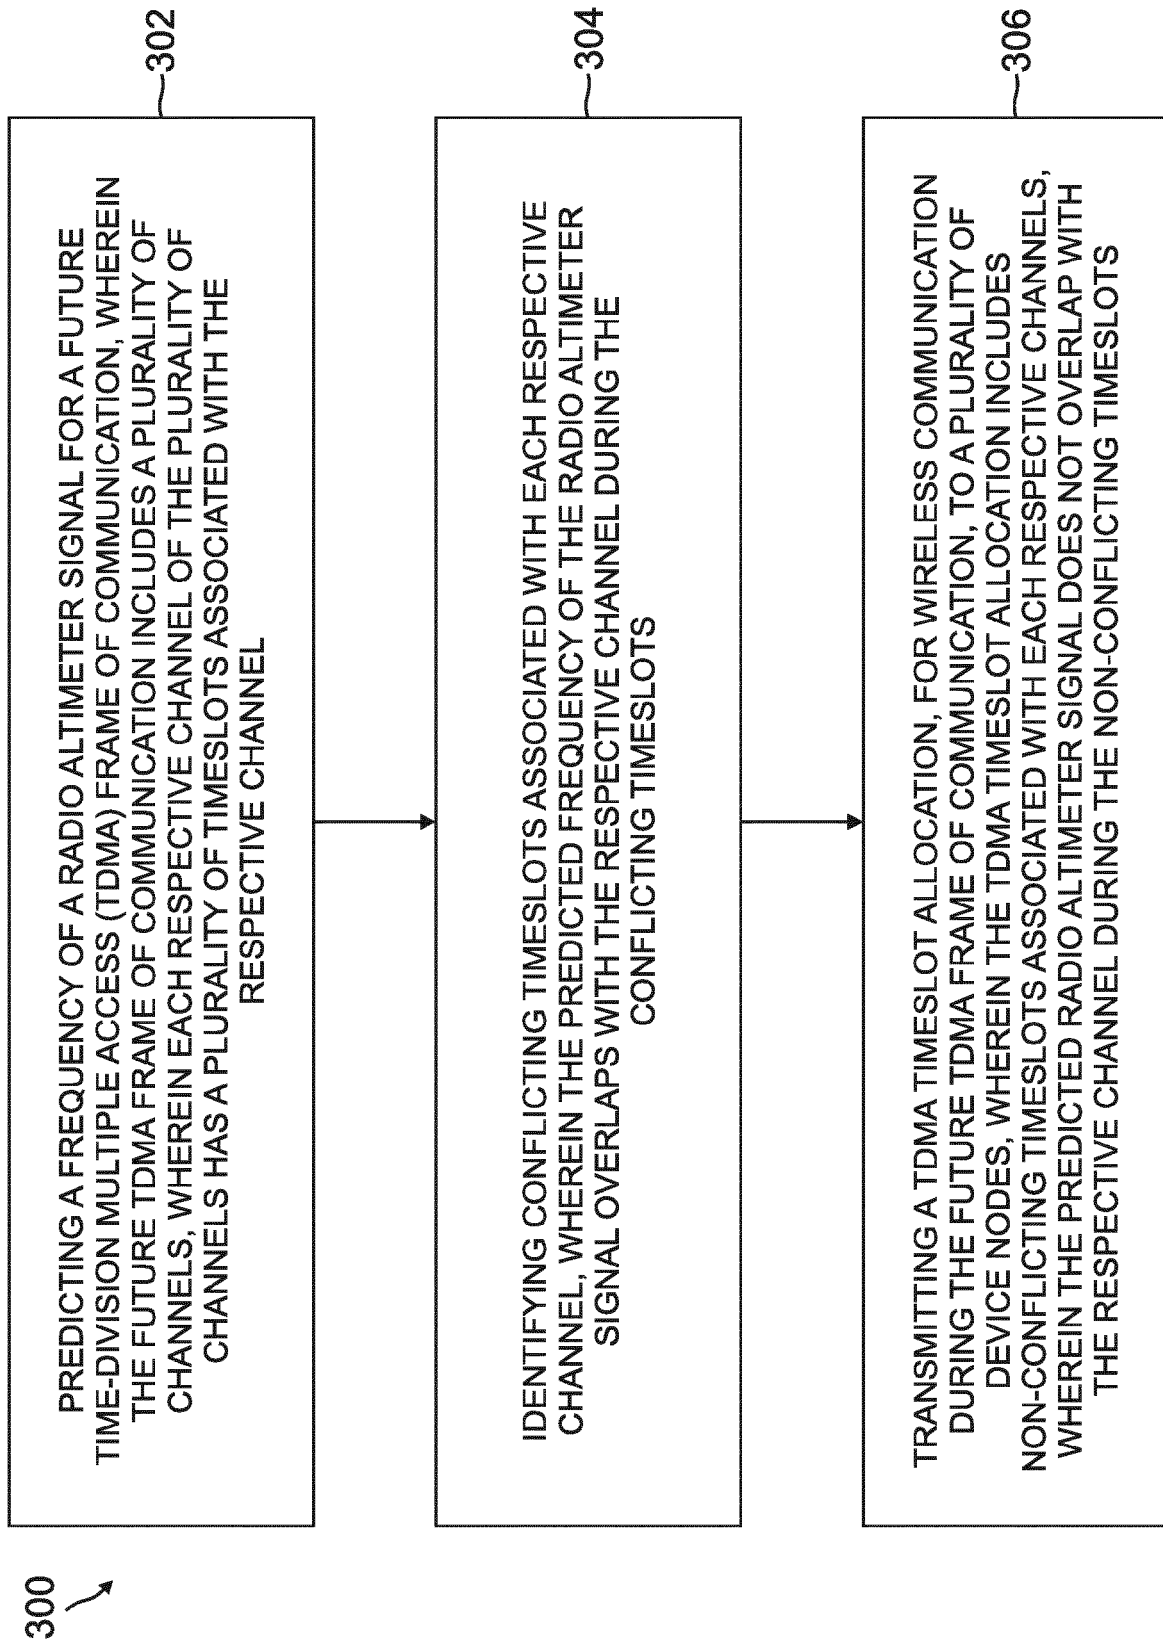 300
PREDICTING A FREQUENCY OF A RADIO ALTIMETER SIGNAL FOR A FUTURE
TIME-DIVISION MULTIPLE ACCESS (TDMA) FRAME OF COMMUNICATION, WHEREIN
THE FUTURE TDMA FRAME OF COMMUNICATION INCLUDES A PLURALITY OF
CHANNELS, WHEREIN EACH RESPECTIVE CHANNEL OF THE PLURALITY OF
CHANNELS HAS A PLURALITY OF TIMESLOTS ASSOCIATED WITH THE
RESPECTIVE CHANNEL
302
IDENTIFYING CONFLICTING TIMESLOTS ASSOCIATED WITH EACH RESPECTIVE
CHANNEL, WHEREIN THE PREDICTED FREQUENCY OF THE RADIO ALTIMETER
SIGNAL OVERLAPS WITH THE RESPECTIVE CHANNEL DURING THE
CONFLICTING TIMESLOTS
304
TRANSMITTING A TDMA TIMESLOT ALLOCATION, FOR WIRELESS COMMUNICATION
DURING THE FUTURE TDMA FRAME OF COMMUNICATION, TO A PLURALITY OF
DEVICE NODES, WHEREIN THE TDMA TIMESLOT ALLOCATION INCLUDES
NON-CONFLICTING TIMESLOTS ASSOCIATED WITH EACH RESPECTIVE CHANNELS,
WHEREIN THE PREDICTED RADIO ALTIMETER SIGNAL DOES NOT OVERLAP WITH
THE RESPECTIVE CHANNEL DURING THE NON-CONFLICTING TIMESLOTS
306